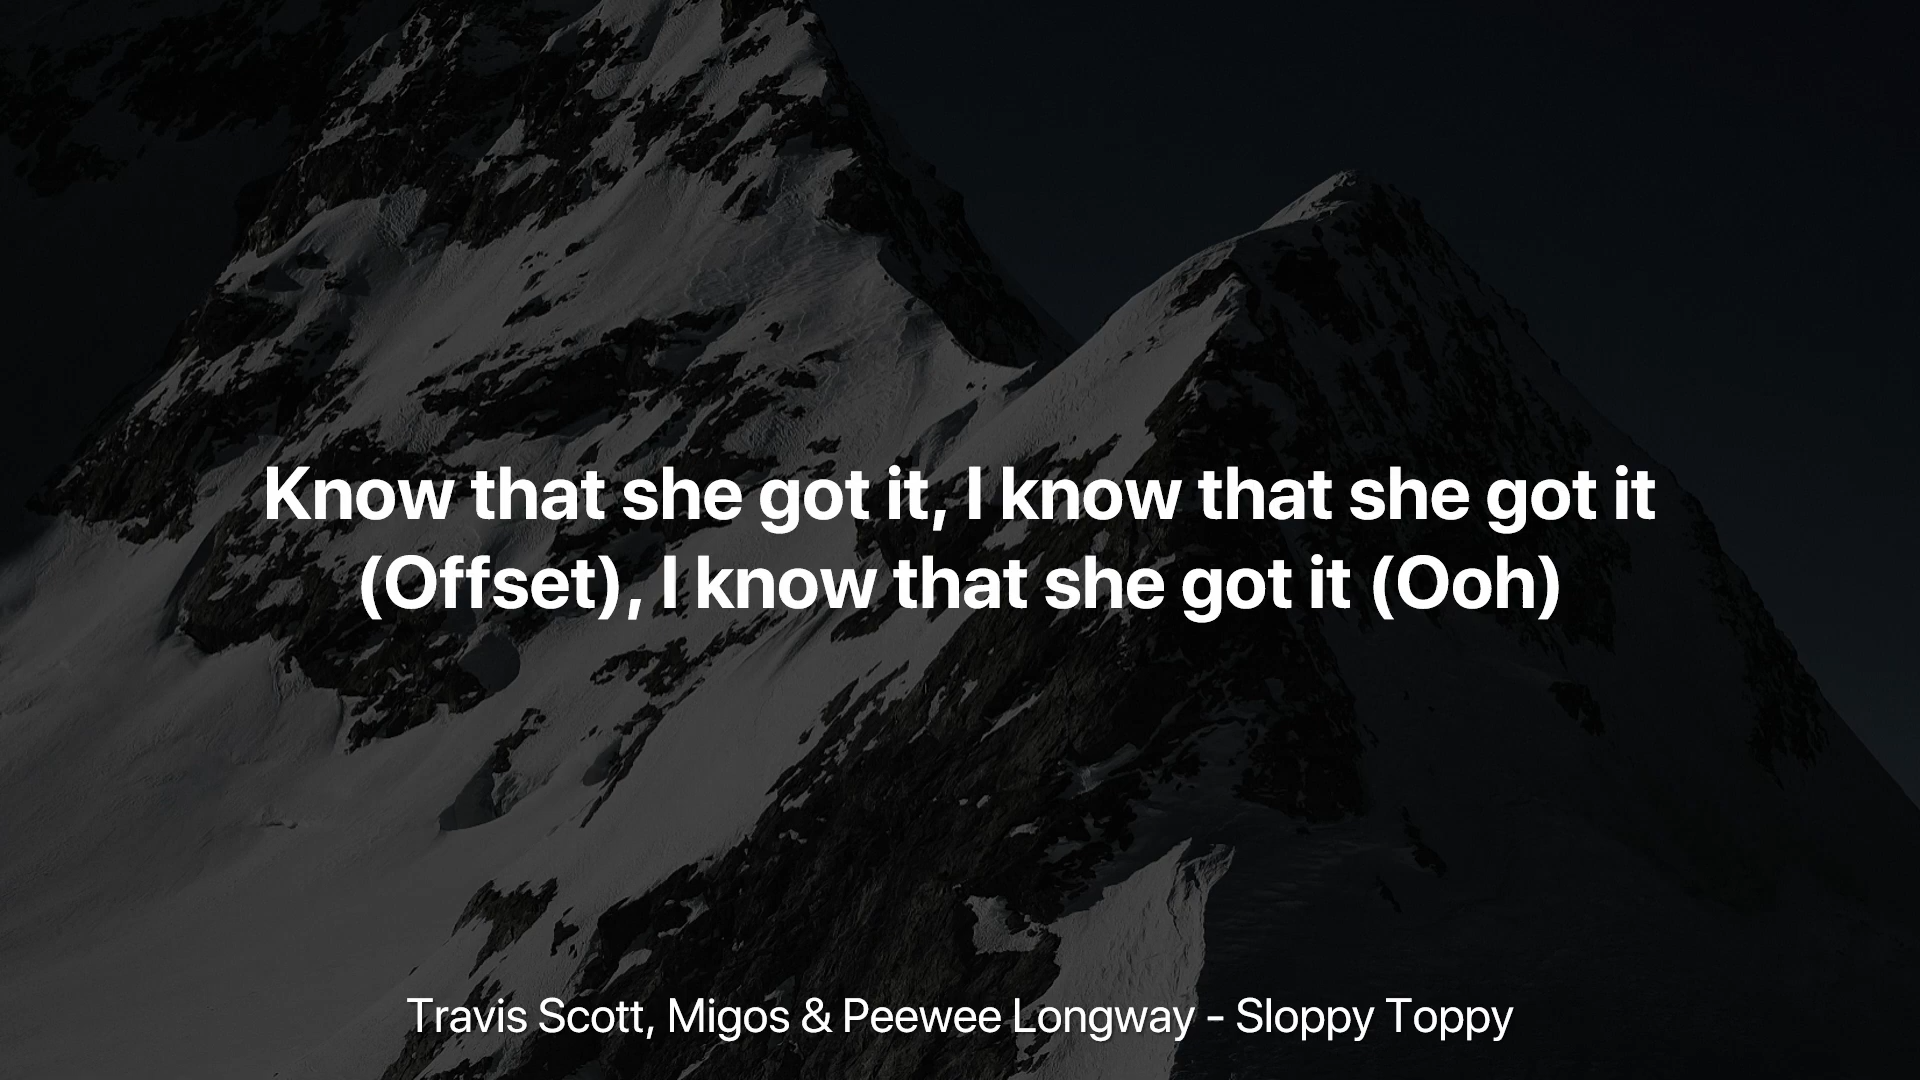 Know that she got it, I know that she got it
(Offset), I know that she got it (Ooh)
Travis Scott, Migos & Peewee Longway - Sloppy Toppy